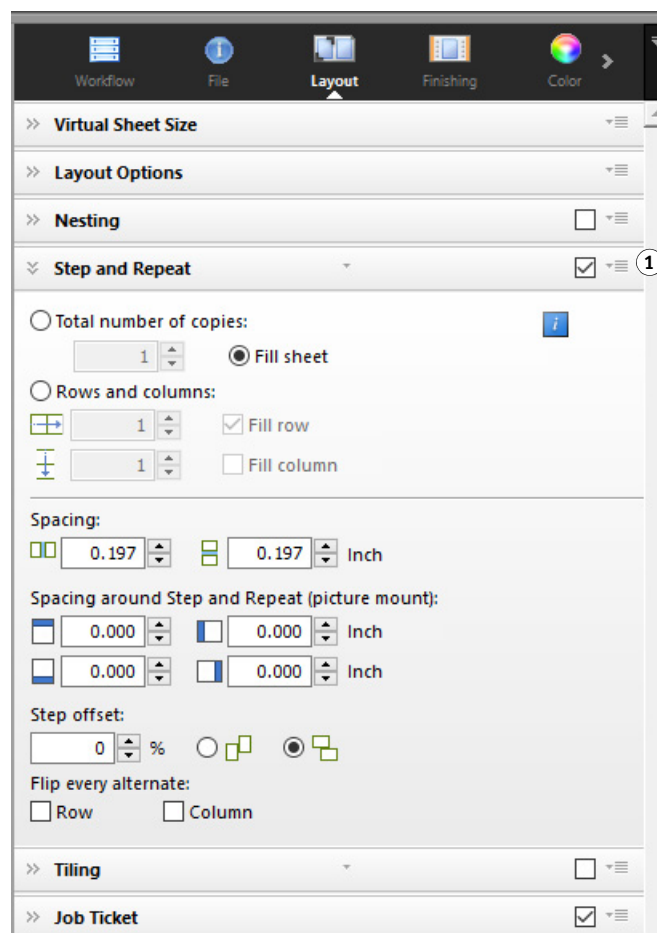 Workflow File Layout Finishing Color
Virtual Sheet Size
Layout Options
Nesting
Step and Repeat 1
Total number of copies: i
1 Fill sheet
Rows and columns:
1 Fill row
1 Fill column
Spacing:
0.197 0.197 Inch
Spacing around Step and Repeat (picture mount):
0.000 0.000 Inch
0.000 0.000 Inch
Step offset:
0 %
Flip every alternate:
Row Column
Tiling
Job Ticket